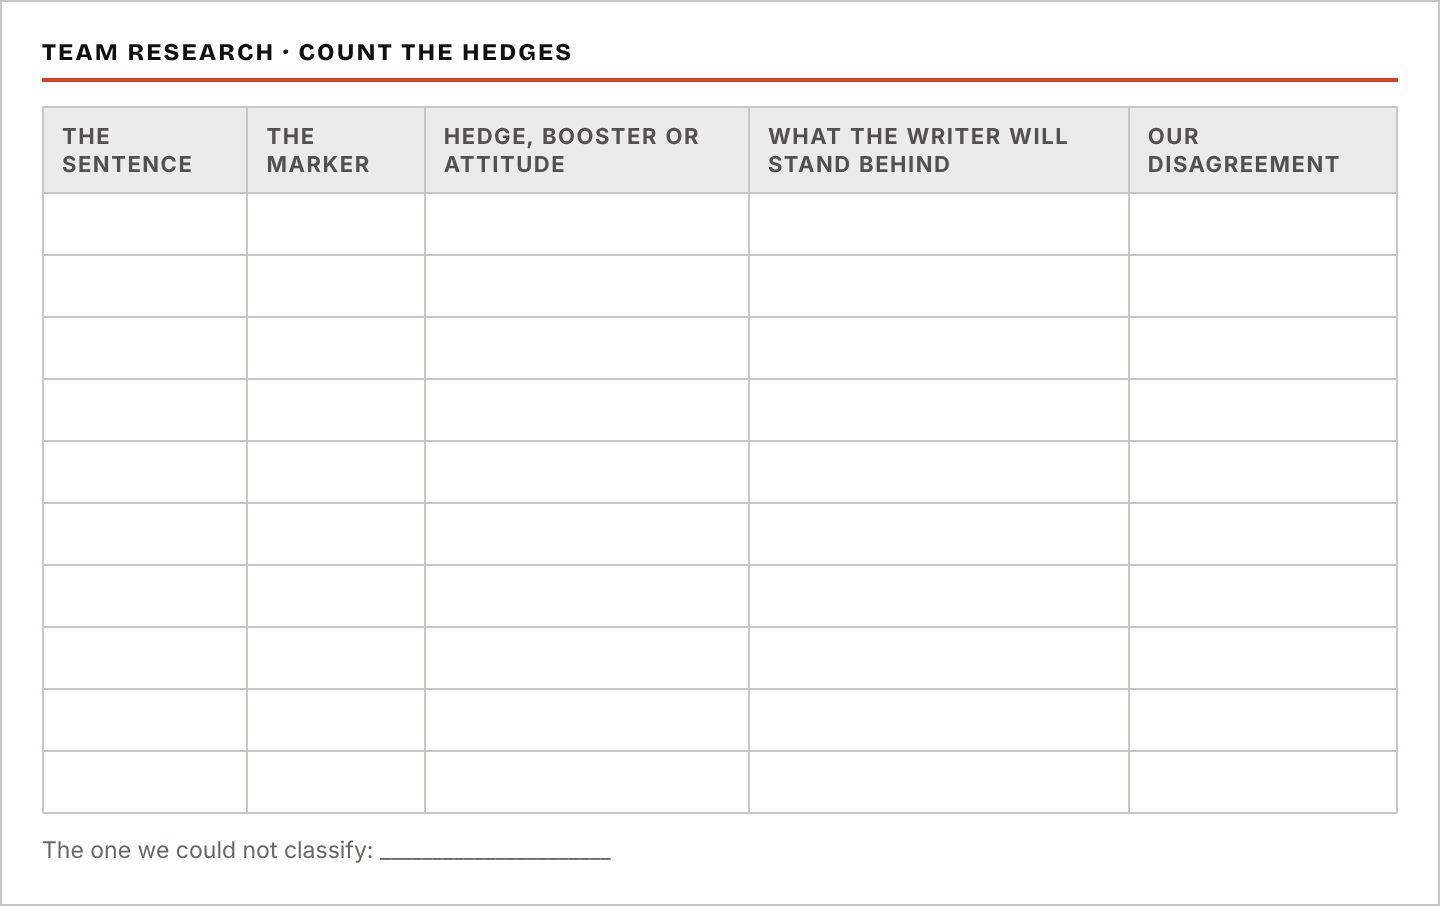 TEAM RESEARCH · COUNT THE HEDGES
THE
SENTENCE
THE
MARKER
HEDGE, BOOSTER OR
ATTITUDE
WHAT THE WRITER WILL
STAND BEHIND
OUR
DISAGREEMENT
The one we could not classify: ____________________